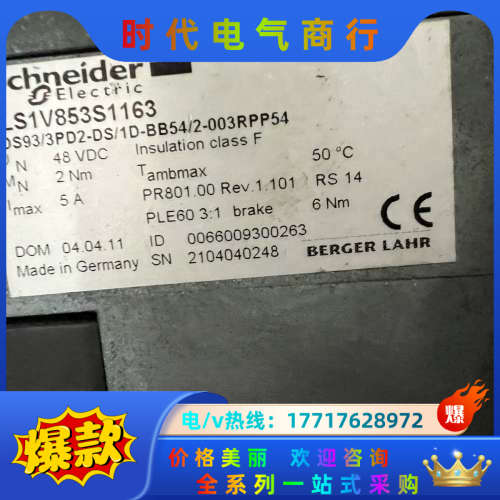 时代电气商行
chneider
Electric
LS1V853S1163
DS93/3PD2-DS/1D-BB54/2-003RPP54
N 48 VDC Insulation class F
M N 2 Nm Tambmax 50 °C
I max 5 A PR801.00 Rev.1.101 RS 14
PLE60 3:1 brake 6 Nm
DOM 04.04.11 ID 0066009300263
Made in Germany SN 2104040248
CE
BERGER LAHR
爆
电/v热线：17717628972
爆款
价格美丽 欢迎咨询
全系列一站式采购